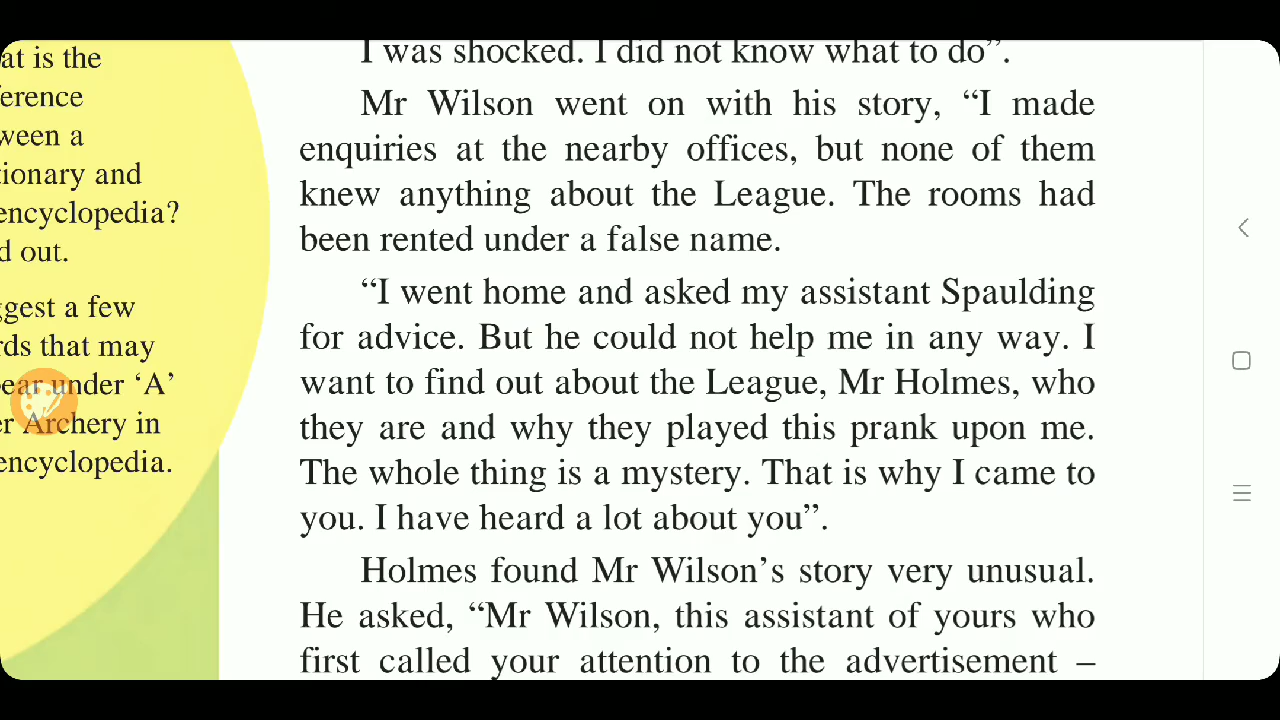 at is the
erence
ween a
tionary and
encyclopedia?
d out.
ggest a few
rds that may
pear under ‘A’
er Archery in
encyclopedia.
I was shocked. I did not know what to do”.
Mr Wilson went on with his story, “I made
enquiries at the nearby offices, but none of them
knew anything about the League. The rooms had
been rented under a false name.
“I went home and asked my assistant Spaulding
for advice. But he could not help me in any way. I
want to find out about the League, Mr Holmes, who
they are and why they played this prank upon me.
The whole thing is a mystery. That is why I came to
you. I have heard a lot about you”.
Holmes found Mr Wilson’s story very unusual.
He asked, “Mr Wilson, this assistant of yours who
first called your attention to the advertisement –